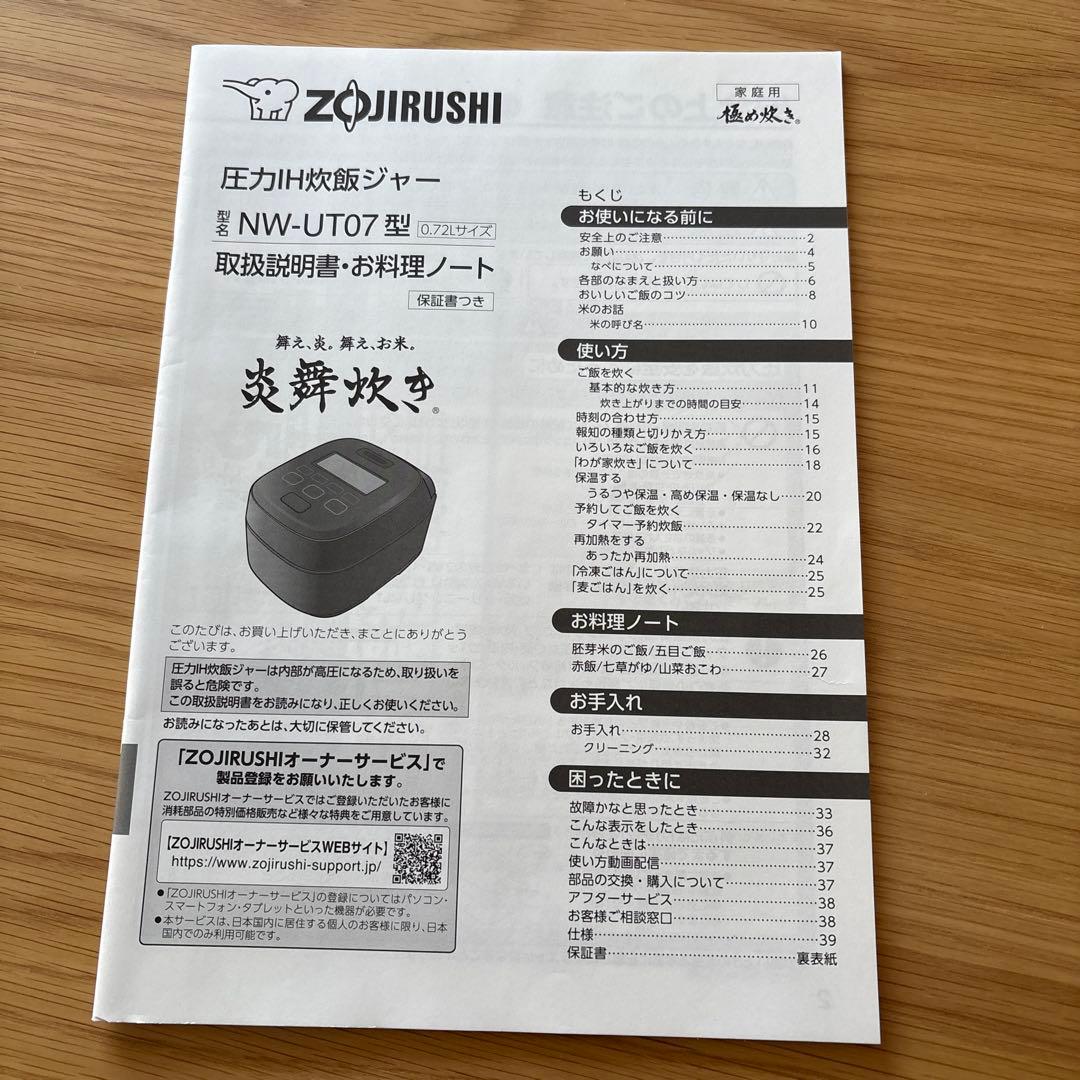 ZOJIRUSHI
家庭用
極め炊き®
圧力IH炊飯ジャー
型名 NW-UT07型 0.72Lサイズ
取扱説明書・お料理ノート
保証書つき
舞え、炎。舞え、お米。
炎舞炊き®
このたびは、お買い上げいただき、まことにありがとう
ございます。
圧力IH炊飯ジャーは内部が高圧になるため、取り扱いを
誤ると危険です。
この取扱説明書をお読みになり、正しくお使いください。
お読みになったあとは、大切に保管してください。
「ZOJIRUSHIオーナーサービス」で
製品登録をお願いいたします。
ZOJIRUSHIオーナーサービスではご登録いただいたお客様に
消耗部品の特別価格販売など様々な特典をご用意しています。
【ZOJIRUSHIオーナーサービスWEBサイト】
https://www.zojirushi-support.jp/
●「ZOJIRUSHIオーナーサービス」の登録についてはパソコン・
スマートフォン・タブレットといった機器が必要です。
●本サービスは、日本国内に居住する個人のお客様に限り、日本
国内でのみ利用可能です。
もくじ
お使いになる前に
安全上のご注意……2
お願い……4
なべについて……5
各部のなまえと扱い方……6
おいしいご飯のコツ……8
米のお話
米の呼び名……10
使い方
ご飯を炊く
基本的な炊き方……11
炊き上がりまでの時間の目安……14
時刻の合わせ方……15
報知の種類と切りかえ方……15
いろいろなご飯を炊く……16
「わが家炊き」について……18
保温する
うるつや保温・高め保温・保温なし……20
予約してご飯を炊く
タイマー予約炊飯……22
再加熱をする
あったか再加熱……24
「冷凍ごはん」について……25
「麦ごはん」を炊く……25
お料理ノート
胚芽米のご飯/五目ご飯……26
赤飯/七草がゆ/山菜おこわ……27
お手入れ
お手入れ……28
クリーニング……32
困ったときに
故障かなと思ったとき……33
こんな表示をしたとき……36
こんなときは……37
使い方動画配信……37
部品の交換・購入について……37
アフターサービス……38
お客様ご相談窓口……38
仕様……39
保証書……裏表紙